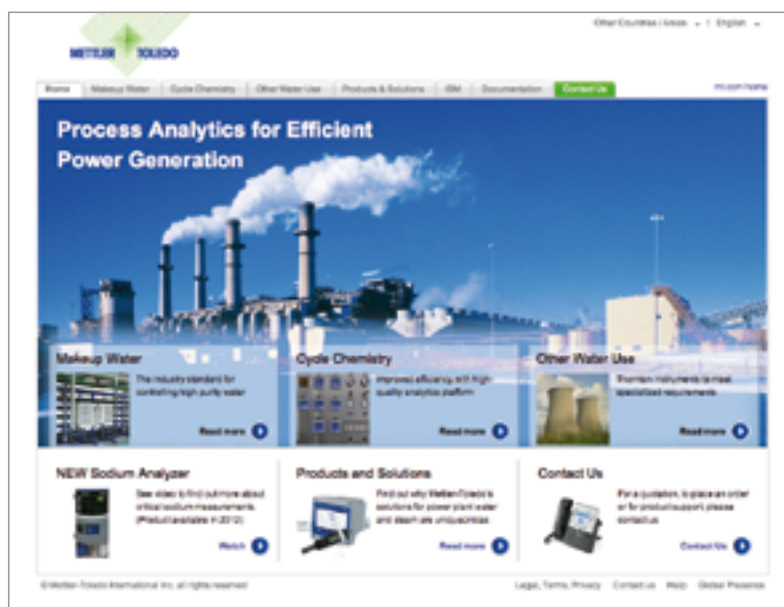 Other Countries / Areas | English
METTLER TOLEDO
Home Makeup Water Cycle Chemistry Other Water Use Products & Solutions ISM Documentation Contact Us mt.com home
Process Analytics for Efficient
Power Generation
Makeup Water
The industry standard for
controlling high purity water
Read more
Cycle Chemistry
Improved efficiency with high
quality analytics platform
Read more
Other Water Use
Thornton instruments to meet
specialized requirements
Read more
NEW Sodium Analyzer
See video to find out more about
critical sodium measurements.
(Product available in 2012)
Watch
Products and Solutions
Find out why Mettler-Toledo's
solutions for power plant water
and steam are unique
Read more
Contact Us
For a quotation, to place an order
or for product support, please
contact us
Contact Us
© Mettler-Toledo International Inc. all rights reserved
Legal, Terms, Privacy Contact us Help Global Presence